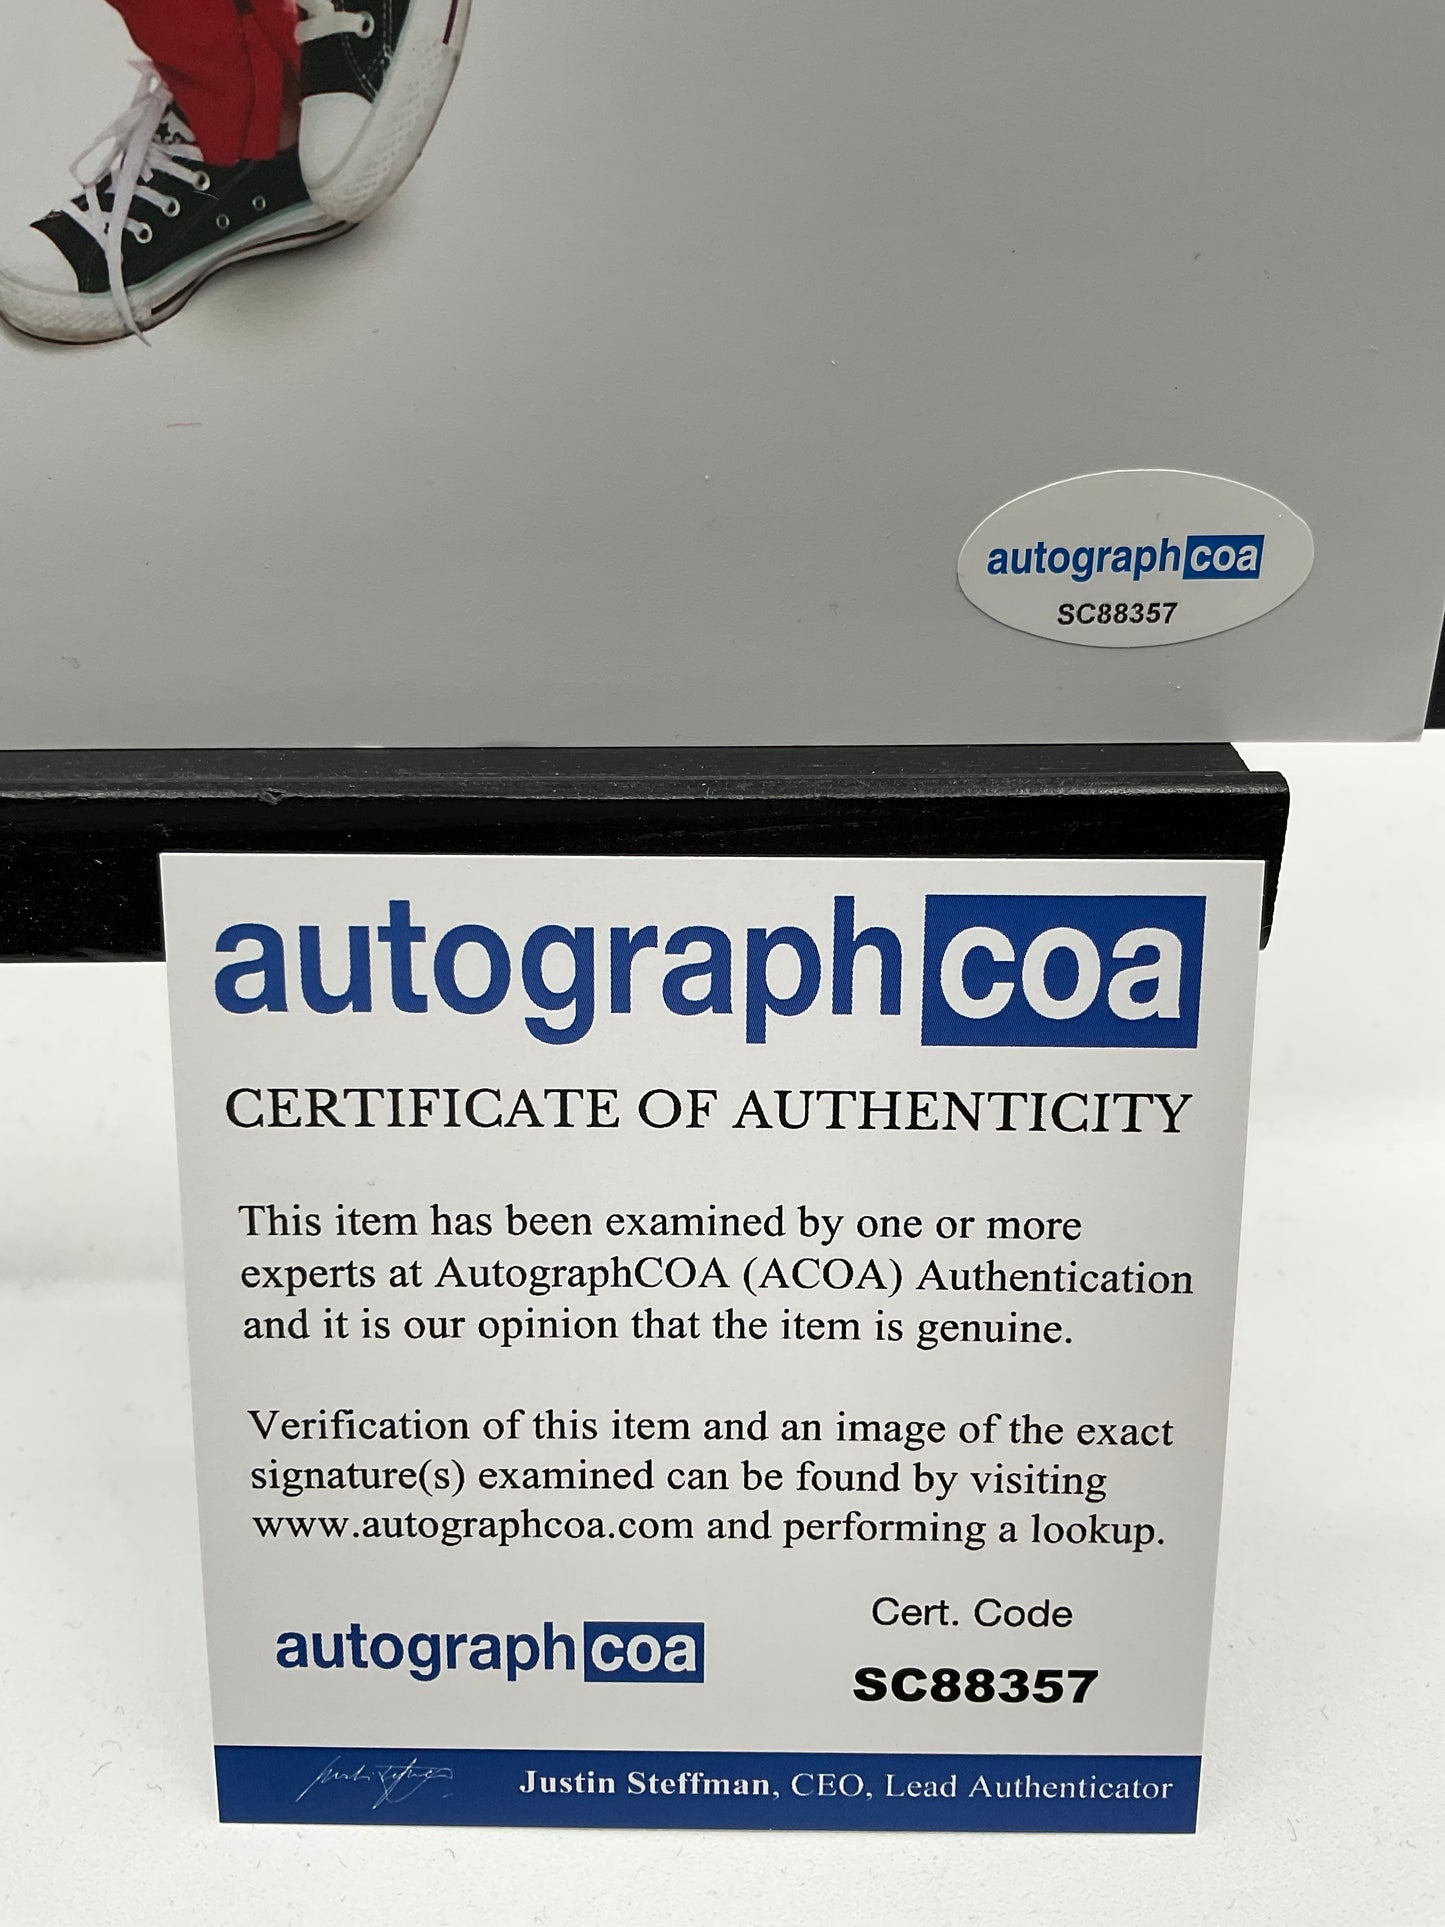 autographcoa
SC88357
autographcoa
CERTIFICATE OF AUTHENTICITY
This item has been examined by one or more
experts at AutographCOA (ACOA) Authentication
and it is our opinion that the item is genuine.
Verification of this item and an image of the exact
signature(s) examined can be found by visiting
www.autographcoa.com and performing a lookup.
Cert. Code
autographcoa
SC88357
Justin Steffman, CEO, Lead Authenticator